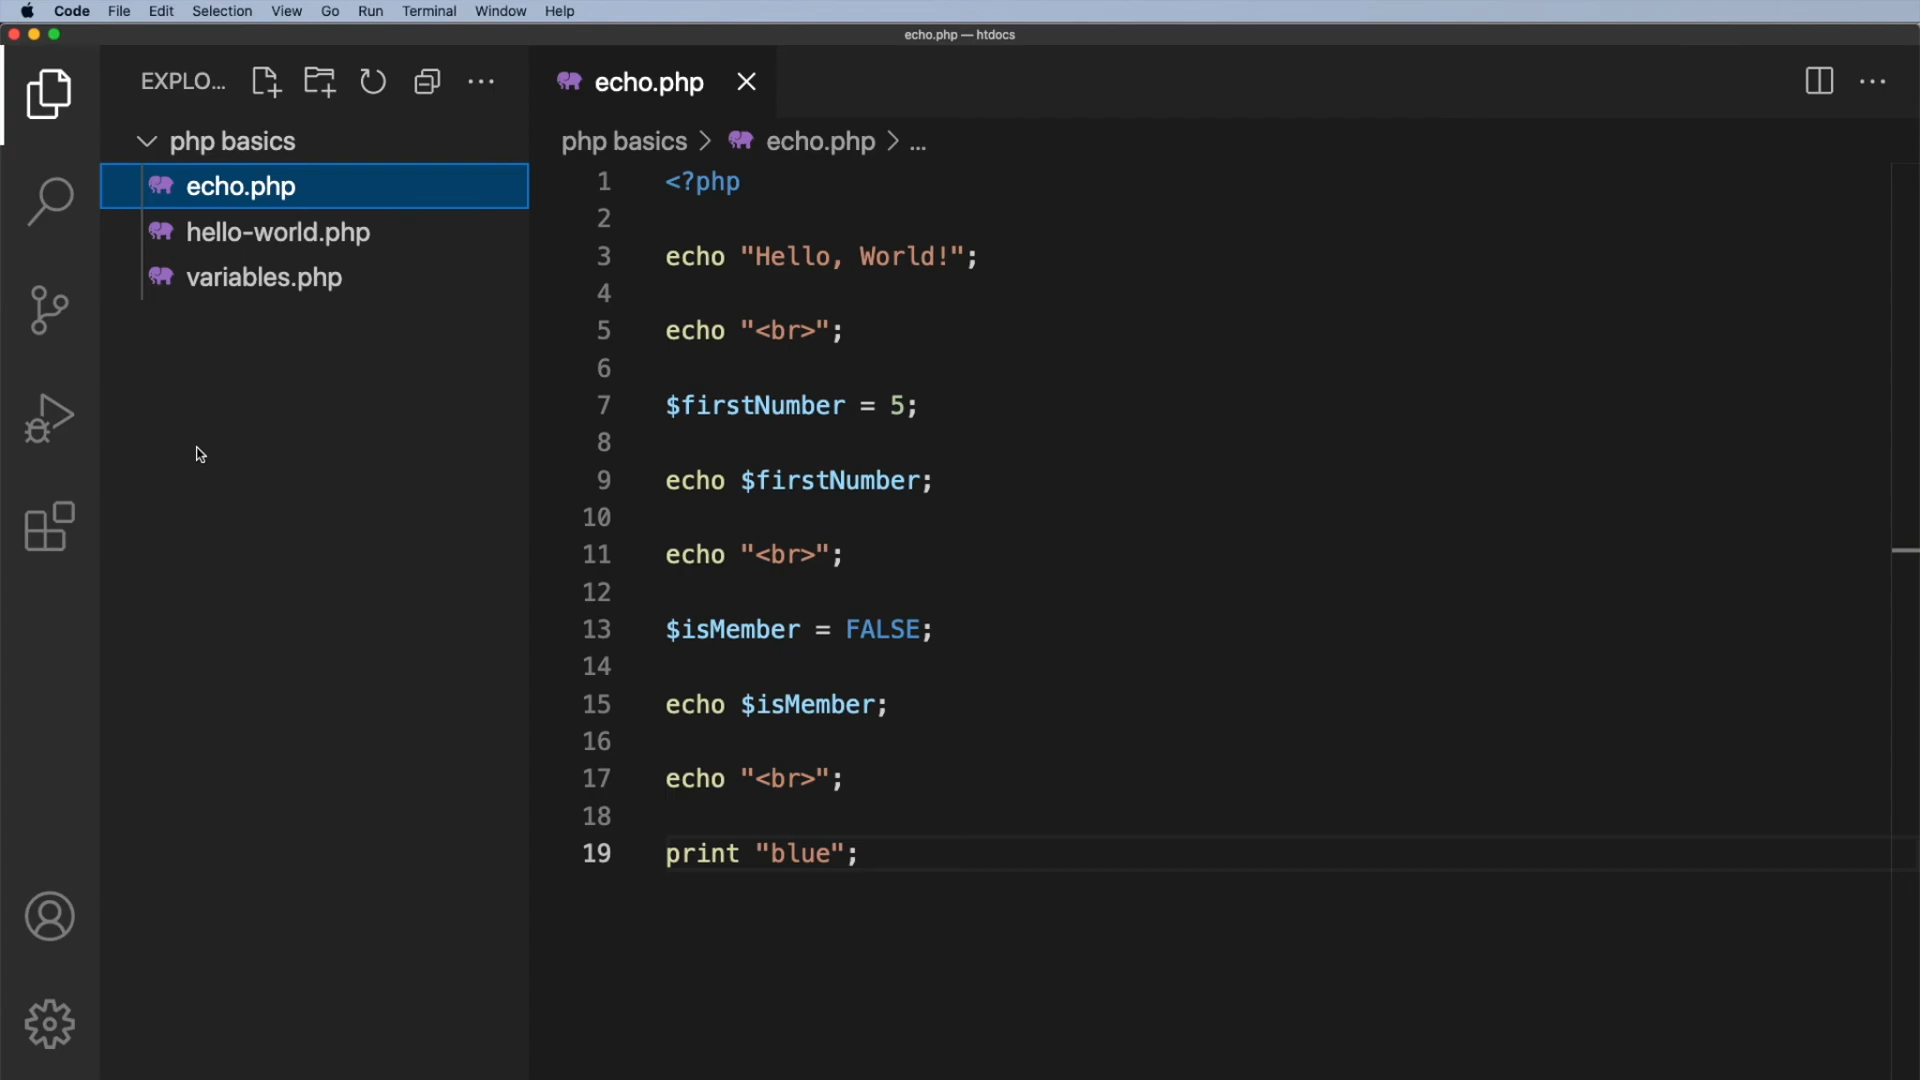 Code File Edit Selection View Go Run Terminal Window Help
echo.php — htdocs
EXPLO...
php basics
echo.php
hello-world.php
variables.php
echo.php
php basics > echo.php > ...
1 <?php
2
3 echo "Hello, World!";
4
5 echo "<br>";
6
7 $firstNumber = 5;
8
9 echo $firstNumber;
10
11 echo "<br>";
12
13 $isMember = FALSE;
14
15 echo $isMember;
16
17 echo "<br>";
18
19 print "blue";